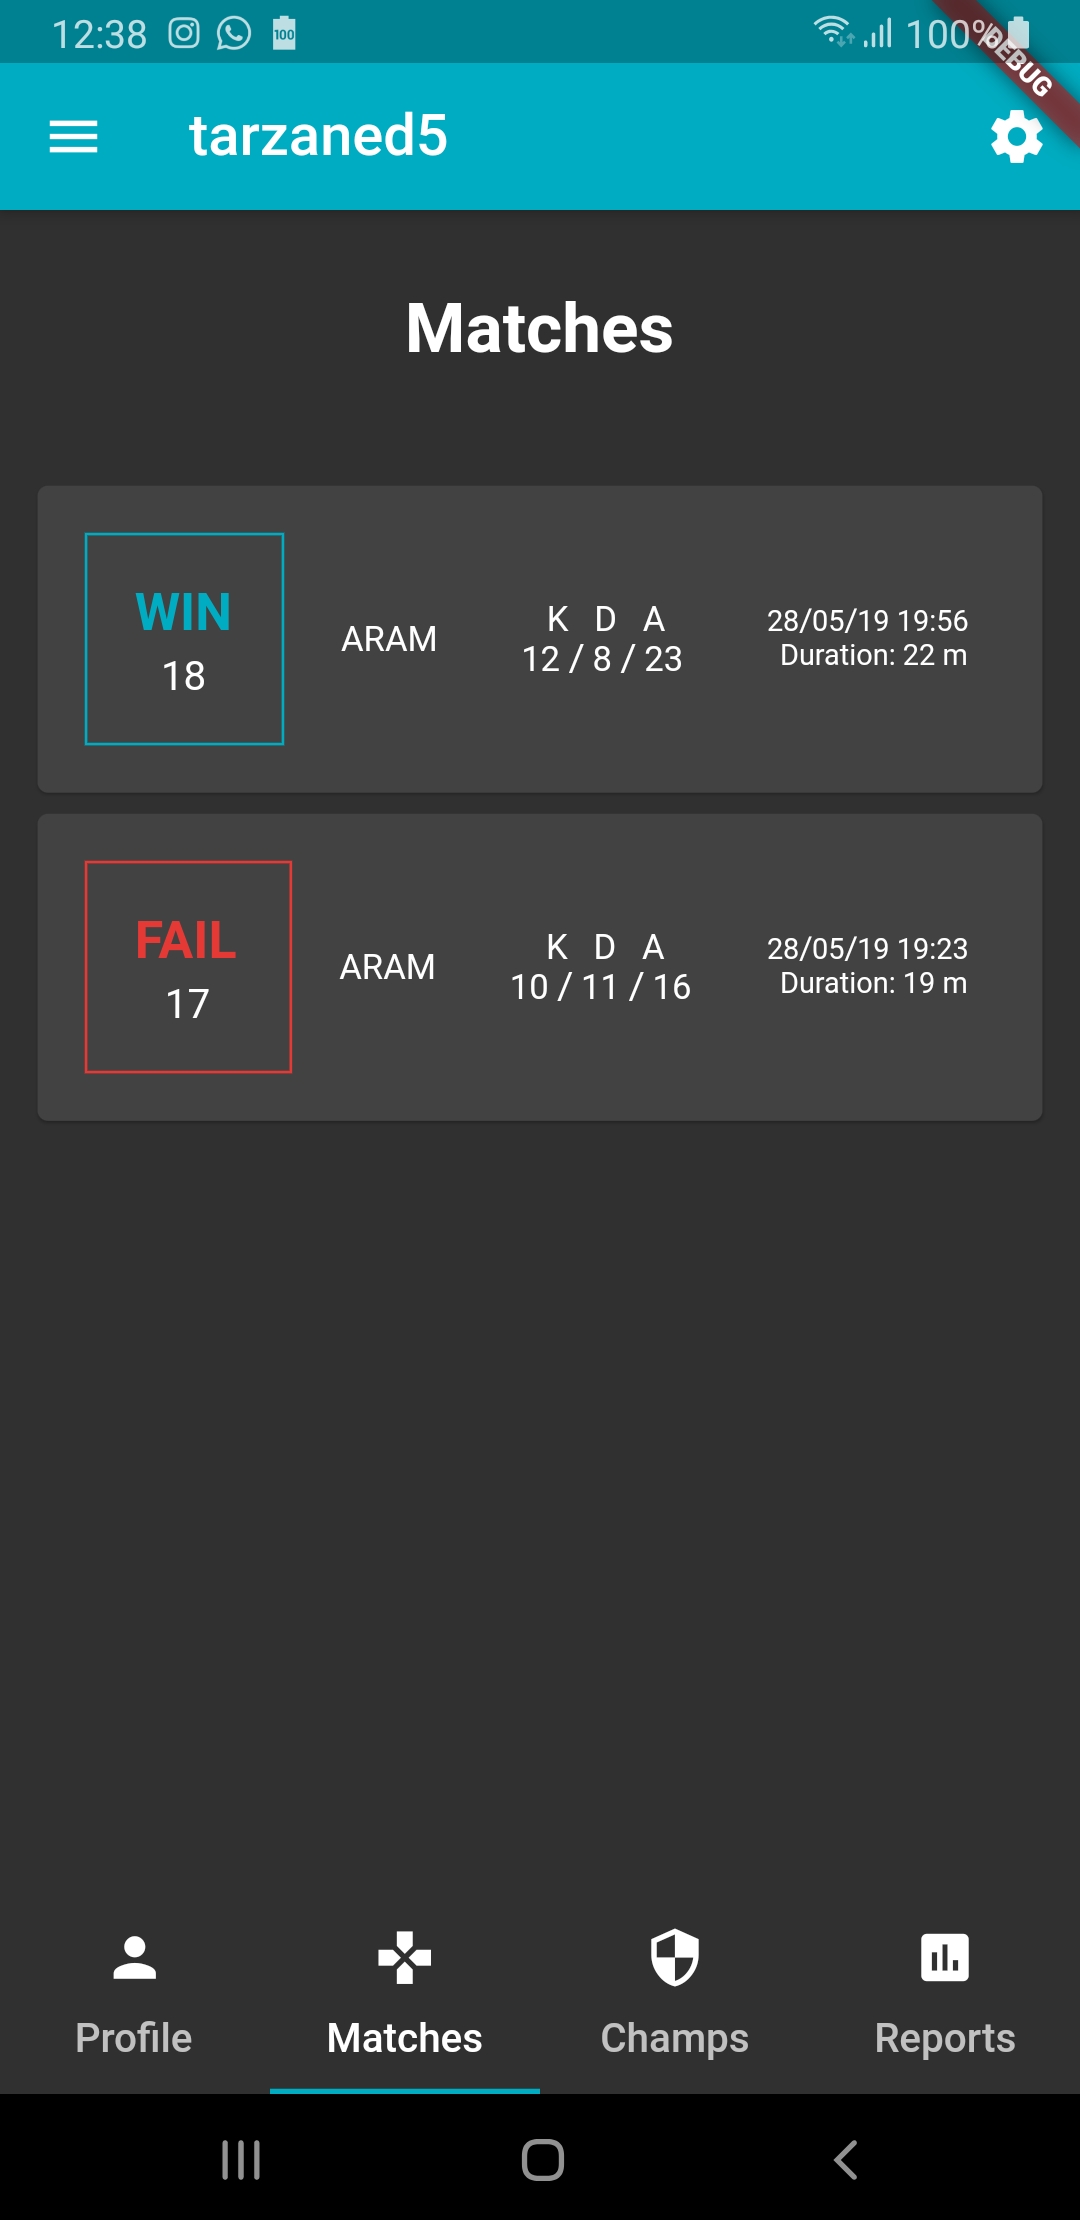 12:38 100 100%
DEBUG
tarzaned5
Matches
WIN
18
ARAM
K D A
12 / 8 / 23
28/05/19 19:56
Duration: 22 m
FAIL
17
ARAM
K D A
10 / 11 / 16
28/05/19 19:23
Duration: 19 m
Profile Matches Champs Reports